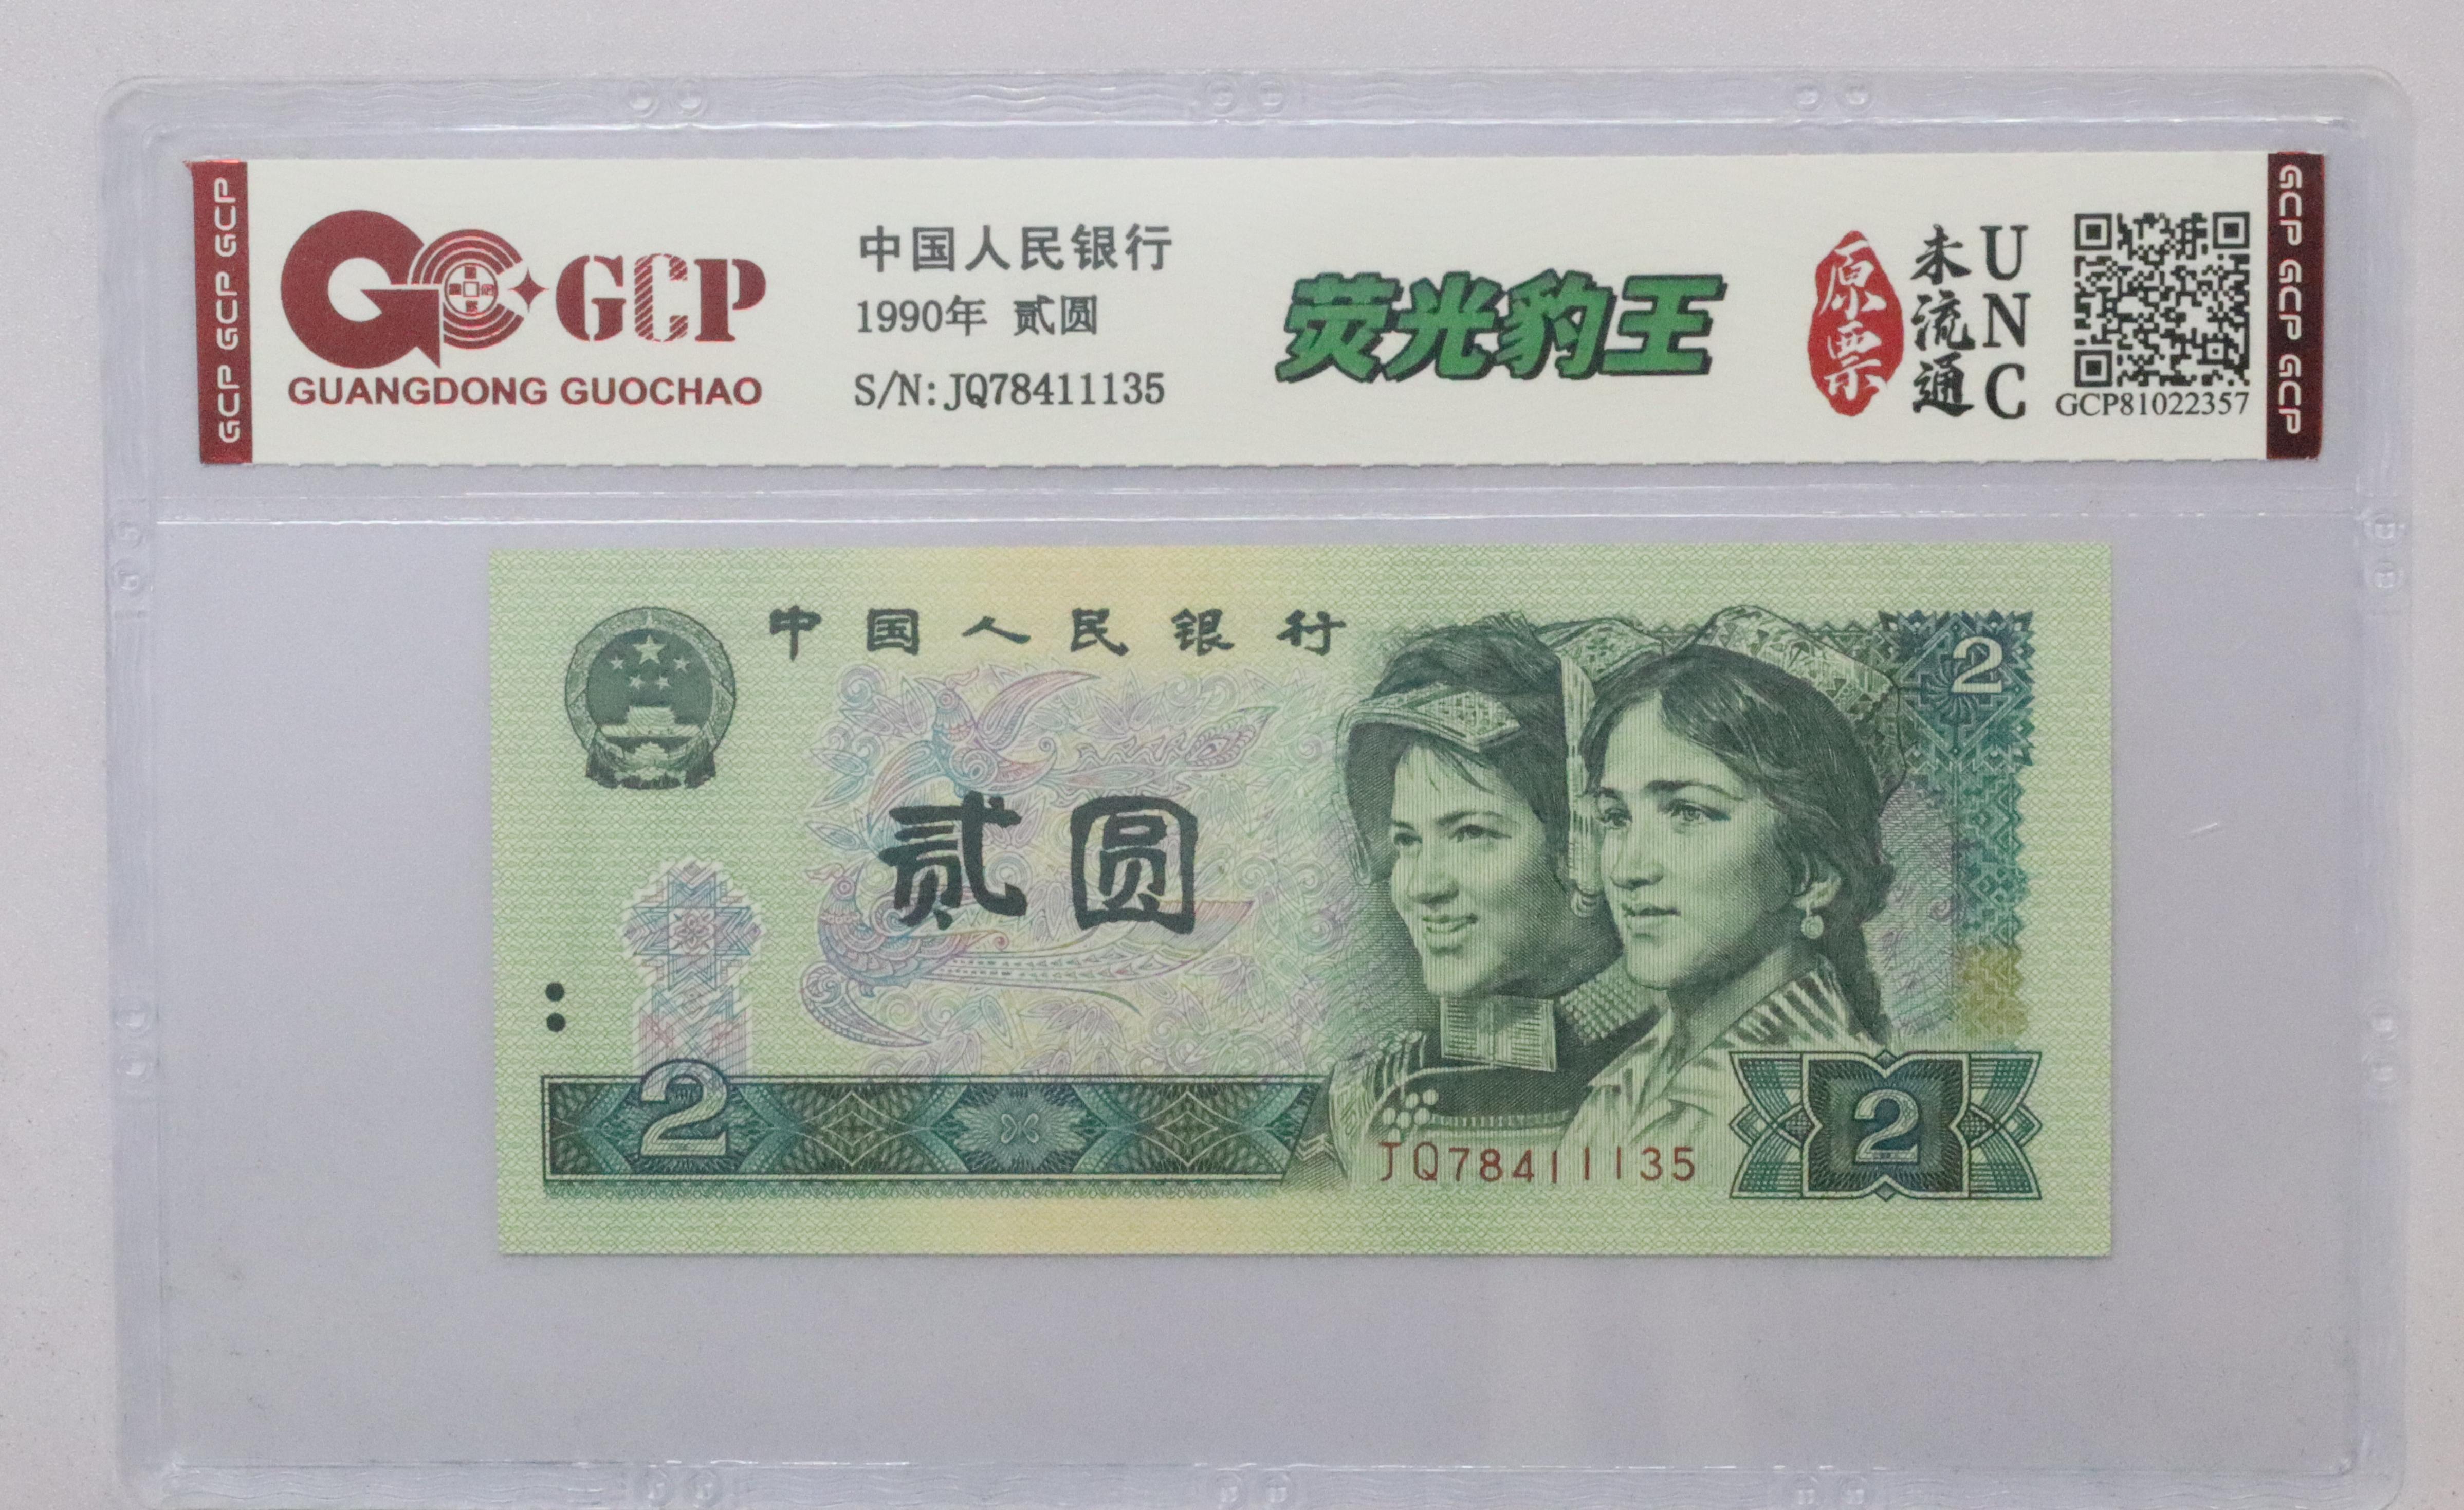 GCP GCP GCP
GCP
GUANGDONG GUOCHAO
中国人民银行
1990年 贰圆
S/N: JQ78411135
荧光豹王
原票
未流通
UNC
GCP81022357
GCP GCP GCP
中国人民银行
2
贰圆
2
JQ78411135
2